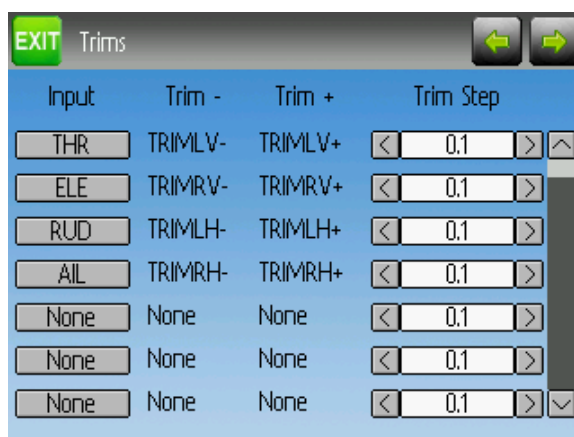 EXIT Trims
Input Trim - Trim + Trim Step
THR TRIMLV- TRIMLV+ < 0.1 >
ELE TRIMRV- TRIMRV+ < 0.1 >
RUD TRIMLH- TRIMLH+ < 0.1 >
AIL TRIMRH- TRIMRH+ < 0.1 >
None None None < 0.1 >
None None None < 0.1 >
None None None < 0.1 >